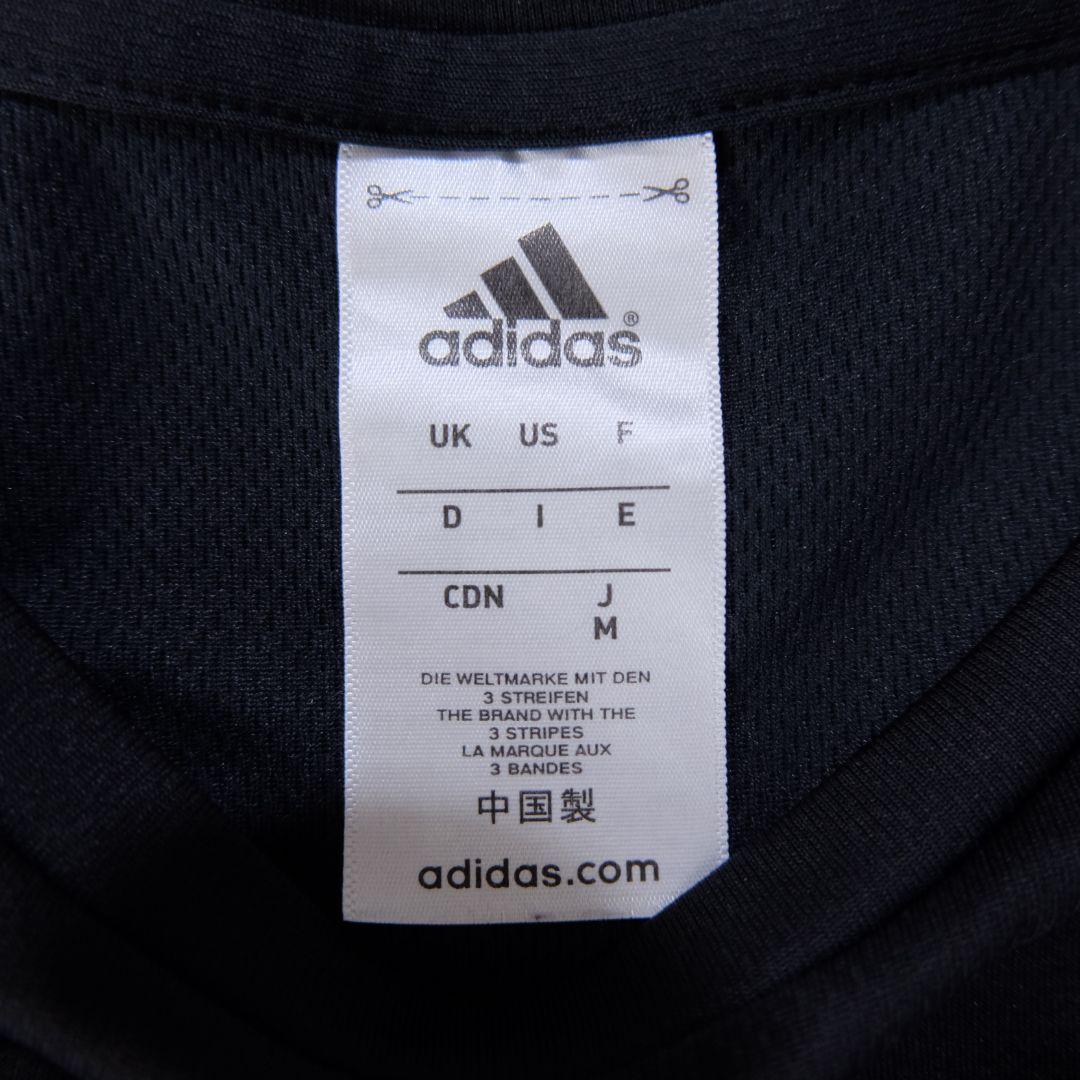 adidas®
UK US F
D I E
CDN J
M
DIE WELTMARKE MIT DEN
3 STREIFEN
THE BRAND WITH THE
3 STRIPES
LA MARQUE AUX
3 BANDES
中国製
adidas.com